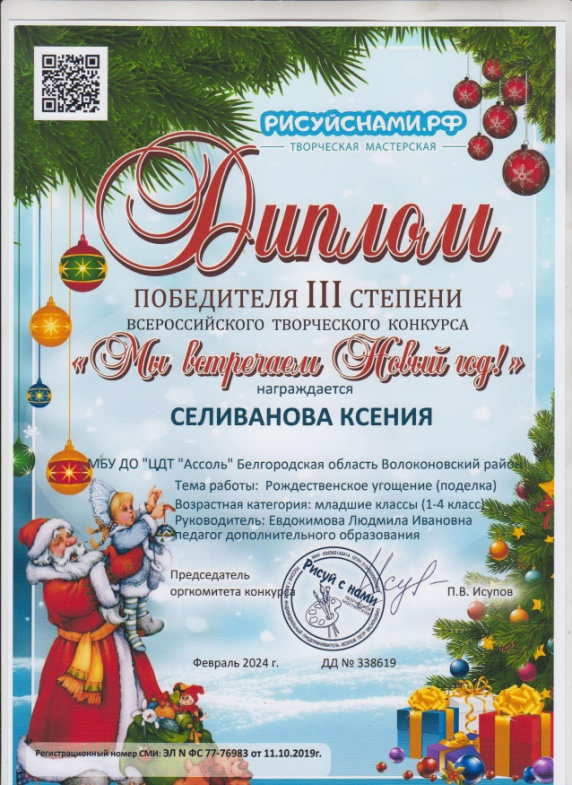 РИСУЙСНАМИ.РФ
ТВОРЧЕСКАЯ МАСТЕРСКАЯ
Диплом
ПОБЕДИТЕЛЯ III СТЕПЕНИ
ВСЕРОССИЙСКОГО ТВОРЧЕСКОГО КОНКУРСА
«Мы встречаем Новый год!»
награждается
СЕЛИВАНОВА КСЕНИЯ
МБУ ДО "ЦДТ "Ассоль" Белгородская область Волоконовский район
Тема работы: Рождественское угощение (поделка)
Возрастная категория: младшие классы (1-4 класс)
Руководитель: Евдокимова Людмила Ивановна
педагог дополнительного образования
Председатель
оргкомитета конкурса
П.В. Исупов
Рисуй с нами
Февраль 2024 г. ДД № 338619
Регистрационный номер СМИ: ЭЛ N ФС 77-76983 от 11.10.2019г.